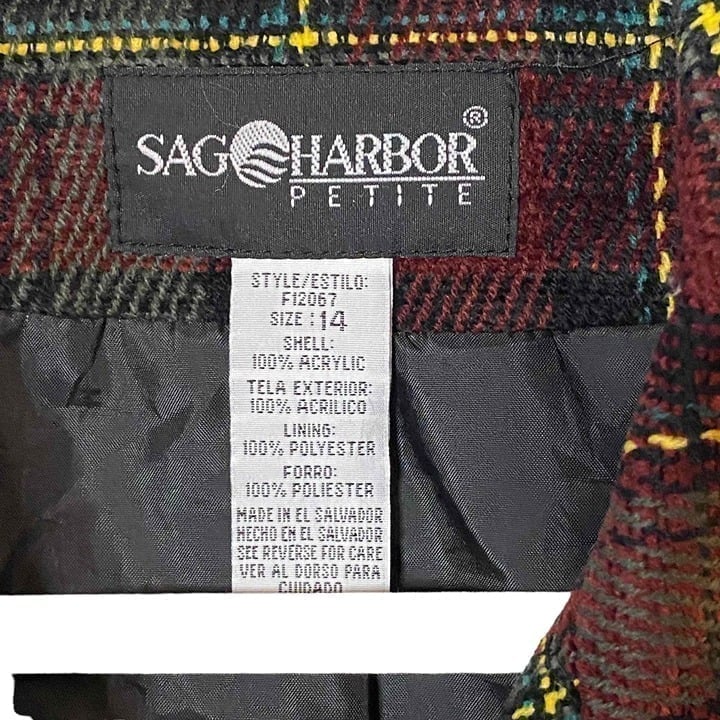 SAG HARBOR ®
PETITE
STYLE/ESTILO:
F12067
SIZE : 14
SHELL:
100% ACRYLIC
TELA EXTERIOR:
100% ACRILICO
LINING:
100% POLYESTER
FORRO:
100% POLIESTER
MADE IN EL SALVADOR
HECHO EN EL SALVADOR
SEE REVERSE FOR CARE
VER AL DORSO PARA
CUIDADO